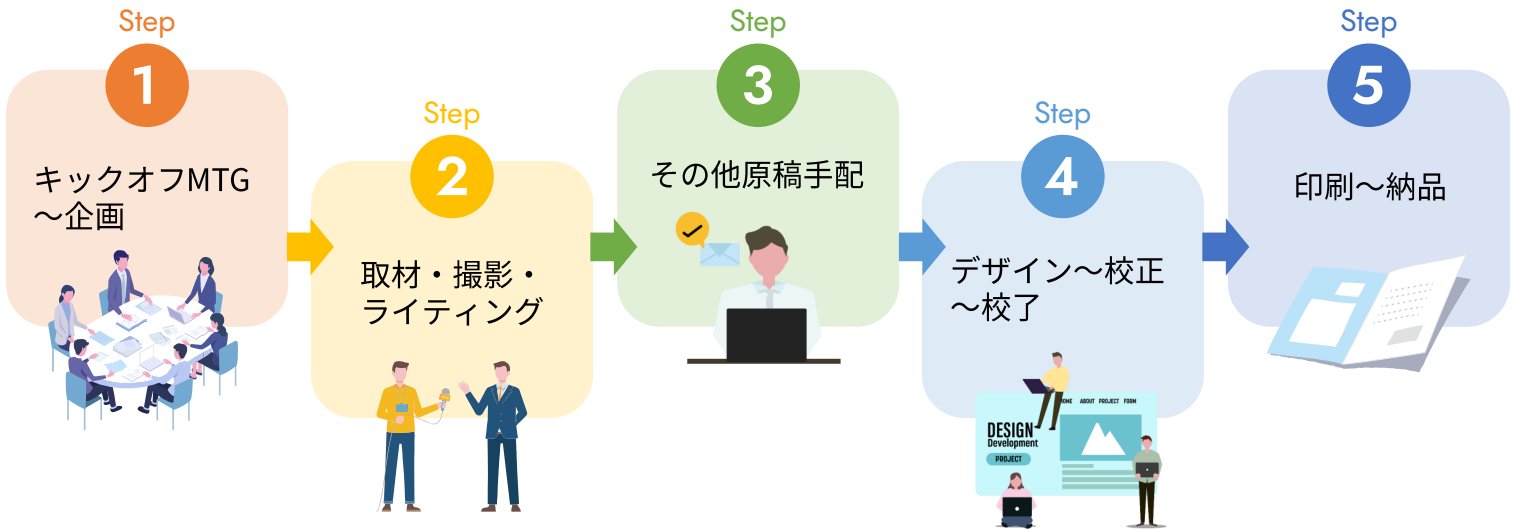 Step
1
キックオフMTG
～企画
Step
2
取材・撮影・
ライティング
Step
3
その他原稿手配
Step
4
デザイン～校正
～校了
HOME ABOUT PROJECT FORM
DESIGN
Development
PROJECT
Step
5
印刷～納品